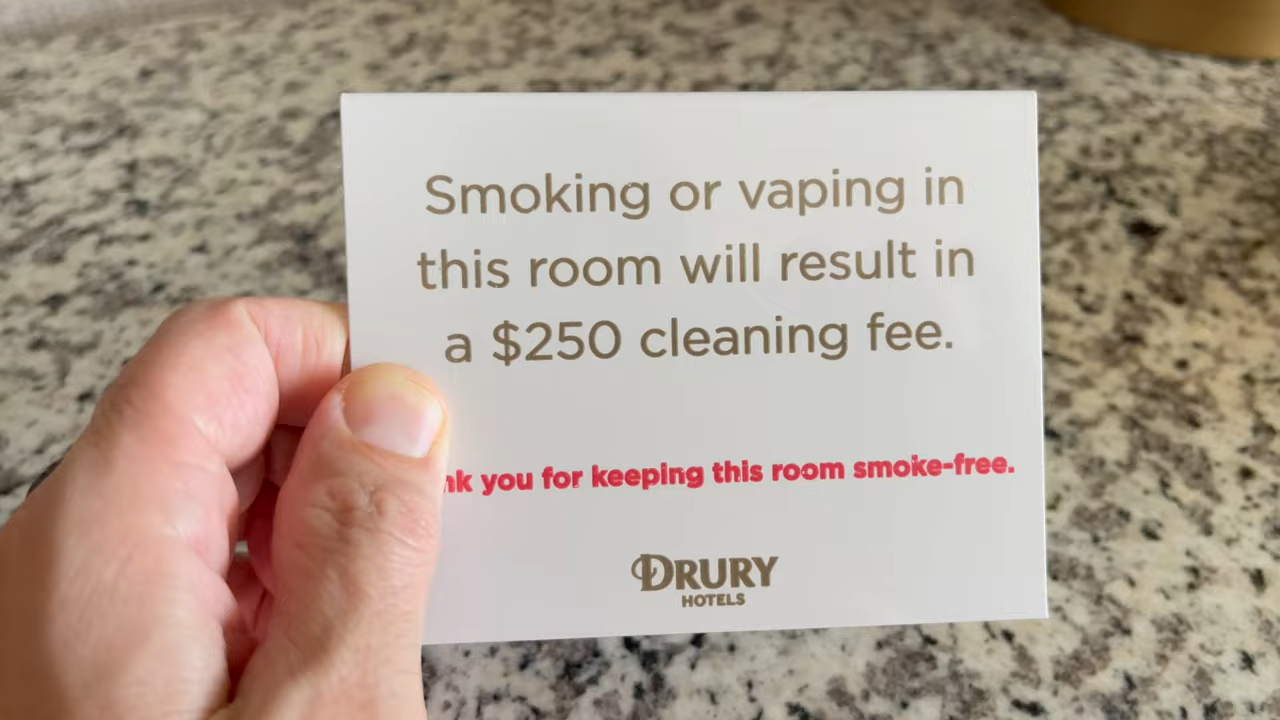 Smoking or vaping in
this room will result in
a $250 cleaning fee.
you for keeping this room smoke-free.
DRURY
HOTELS